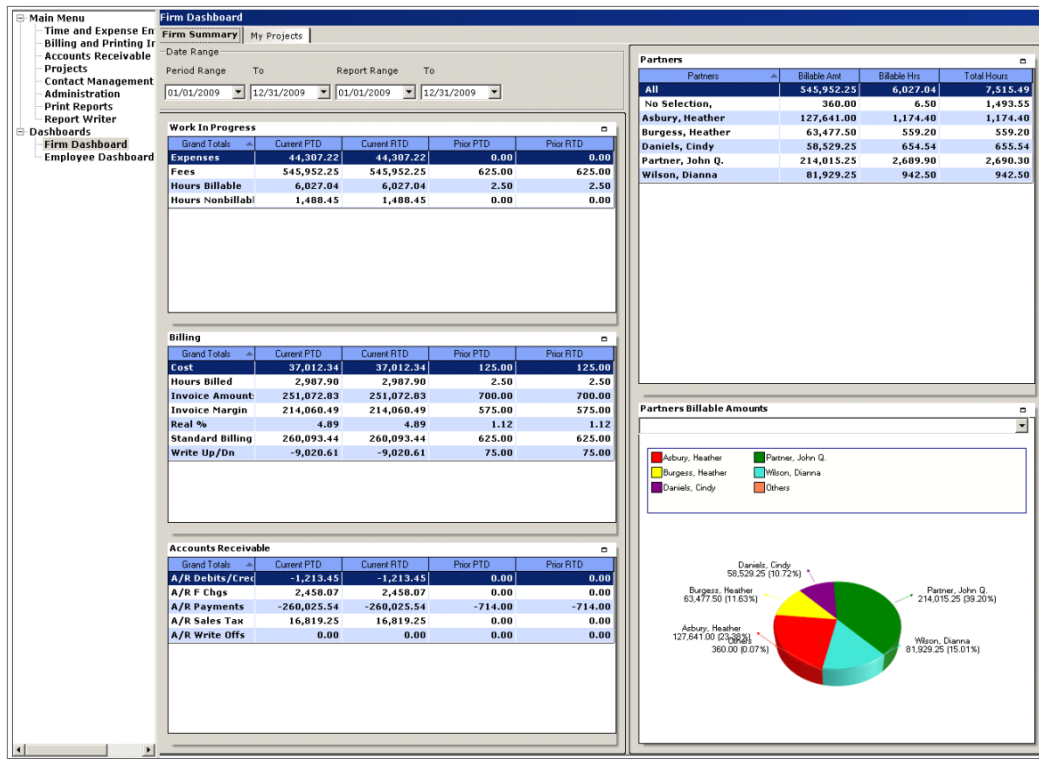 Main Menu
Time and Expense En
Billing and Printing Ir
Accounts Receivable
Projects
Contact Management
Administration
Print Reports
Report Writer
Dashboards
Firm Dashboard
Employee Dashboard
Firm Dashboard
Firm Summary My Projects
Date Range
Period Range To Report Range To
01/01/2009 12/31/2009 01/01/2009 12/31/2009
Work In Progress
Grand Totals Current PTD Current RTD Prior PTD Prior RTD
Expenses 44,307.22 44,307.22 0.00 0.00
Fees 545,952.25 545,952.25 625.00 625.00
Hours Billable 6,027.04 6,027.04 2.50 2.50
Hours Nonbillabl 1,488.45 1,488.45 0.00 0.00
Billing
Grand Totals Current PTD Current RTD Prior PTD Prior RTD
Cost 37,012.34 37,012.34 125.00 125.00
Hours Billed 2,987.90 2,987.90 2.50 2.50
Invoice Amount: 251,072.83 251,072.83 700.00 700.00
Invoice Margin 214,060.49 214,060.49 575.00 575.00
Real % 4.89 4.89 1.12 1.12
Standard Billing 260,093.44 260,093.44 625.00 625.00
Write Up/Dn -9,020.61 -9,020.61 75.00 75.00
Accounts Receivable
Grand Totals Current PTD Current RTD Prior PTD Prior RTD
A/R Debits/Cred -1,213.45 -1,213.45 0.00 0.00
A/R F Chgs 2,458.07 2,458.07 0.00 0.00
A/R Payments -260,025.54 -260,025.54 -714.00 -714.00
A/R Sales Tax 16,819.25 16,819.25 0.00 0.00
A/R Write Offs 0.00 0.00 0.00 0.00
Partners
Partners Billable Amt Billable Hrs Total Hours
All 545,952.25 6,027.04 7,515.49
No Selection, 360.00 6.50 1,493.55
Asbury, Heather 127,641.00 1,174.40 1,174.40
Burgess, Heather 63,477.50 559.20 559.20
Daniels, Cindy 58,529.25 654.54 655.54
Partner, John Q. 214,015.25 2,689.90 2,690.30
Wilson, Dianna 81,929.25 942.50 942.50
Partners Billable Amounts
Asbury, Heather Partner, John Q.
Burgess, Heather Wilson, Dianna
Daniels, Cindy Others
Daniels, Cindy
58,529.25 (10.72%)
Burgess, Heather
63,477.50 (11.63%)
Partner, John Q.
214,015.25 (39.20%)
Asbury, Heather
127,641.00 (23.38%)
Others
360.00 (0.07%)
Wilson, Dianna
81,929.25 (15.01%)